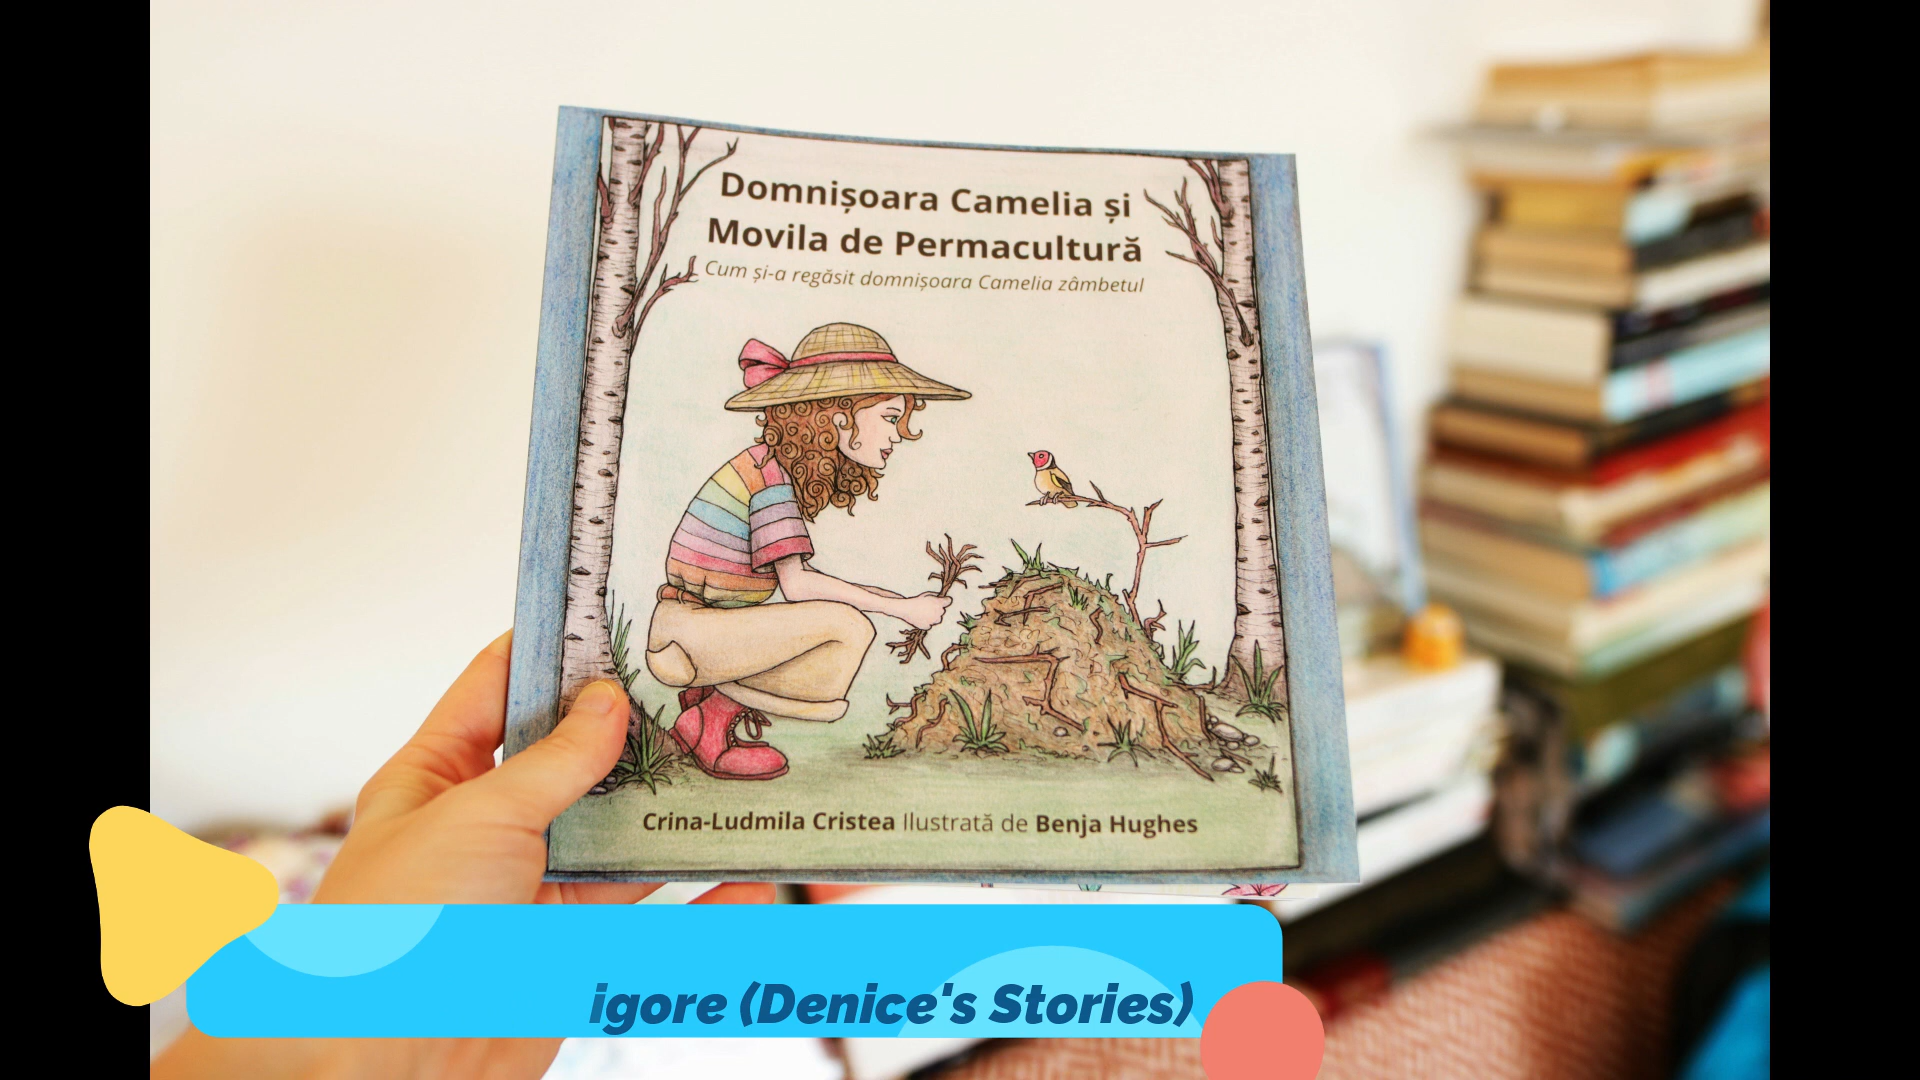 Domnișoara Camelia și
Movila de Permacultură
Cum și-a regăsit domnișoara Camelia zâmbetul
Crina-Ludmila Cristea Ilustrată de Benja Hughes
igore (Denice's Stories)